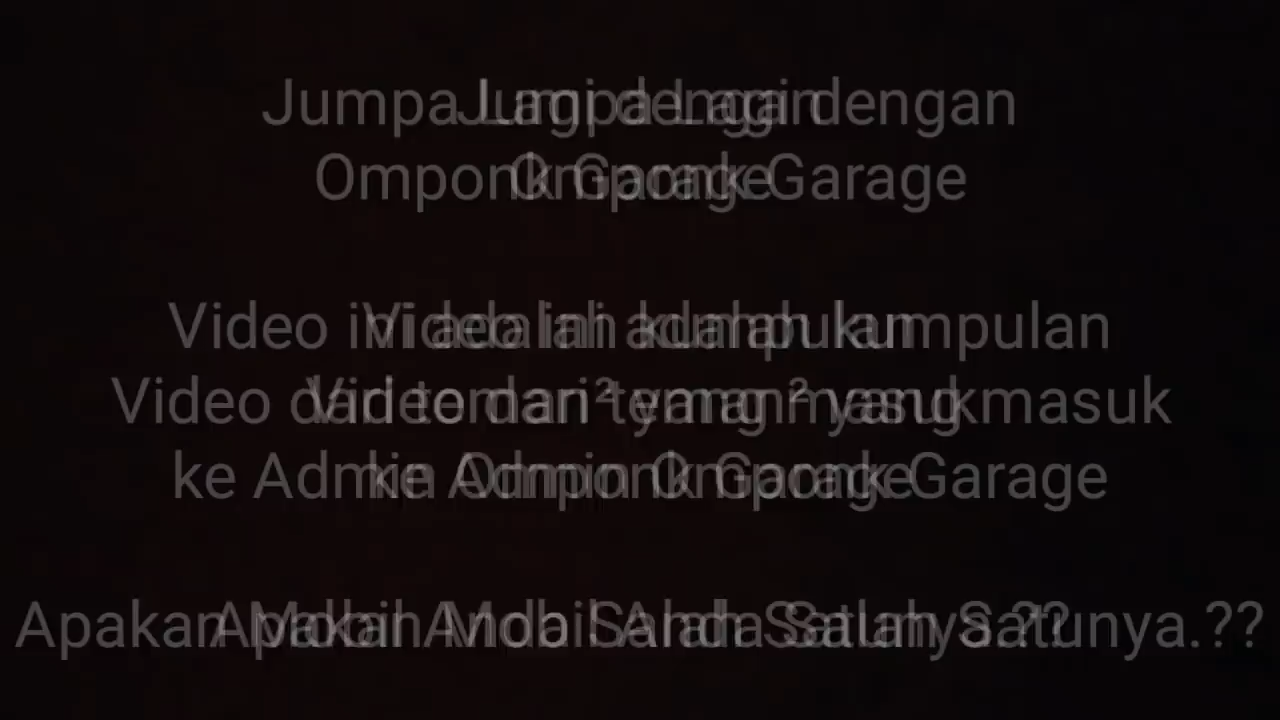 Jumpa Lagi dengan
Omponk Garage
Video ini adalah kumpulan
Video dari teman² yang masuk
ke Admin Omponk Garage
Apakah Mobil Anda Salah Satunya.??